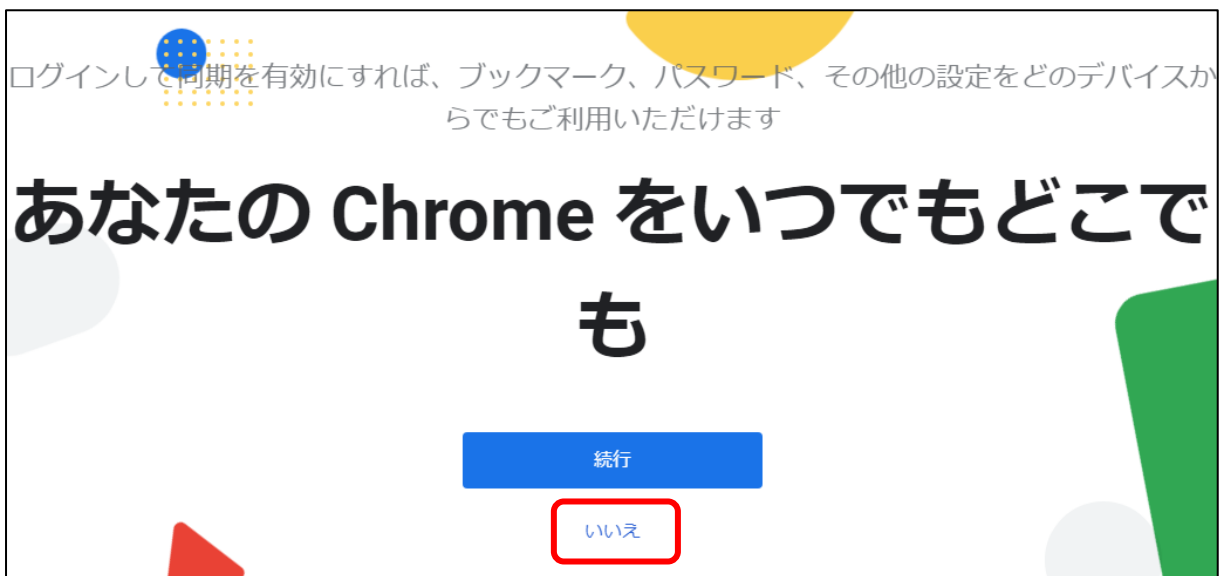 ログインして同期を有効にすれば、ブックマーク、パスワード、その他の設定をどのデバイスか
らでもご利用いただけます
あなたの Chrome をいつでもどこで
も
続行
いいえ